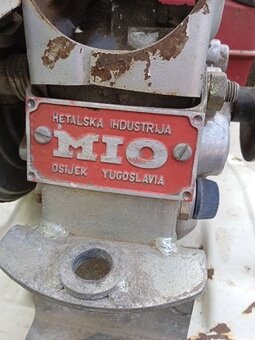 METALSKA INDUSTRIJA
MIO
OSIJEK YUGOSLAVIA